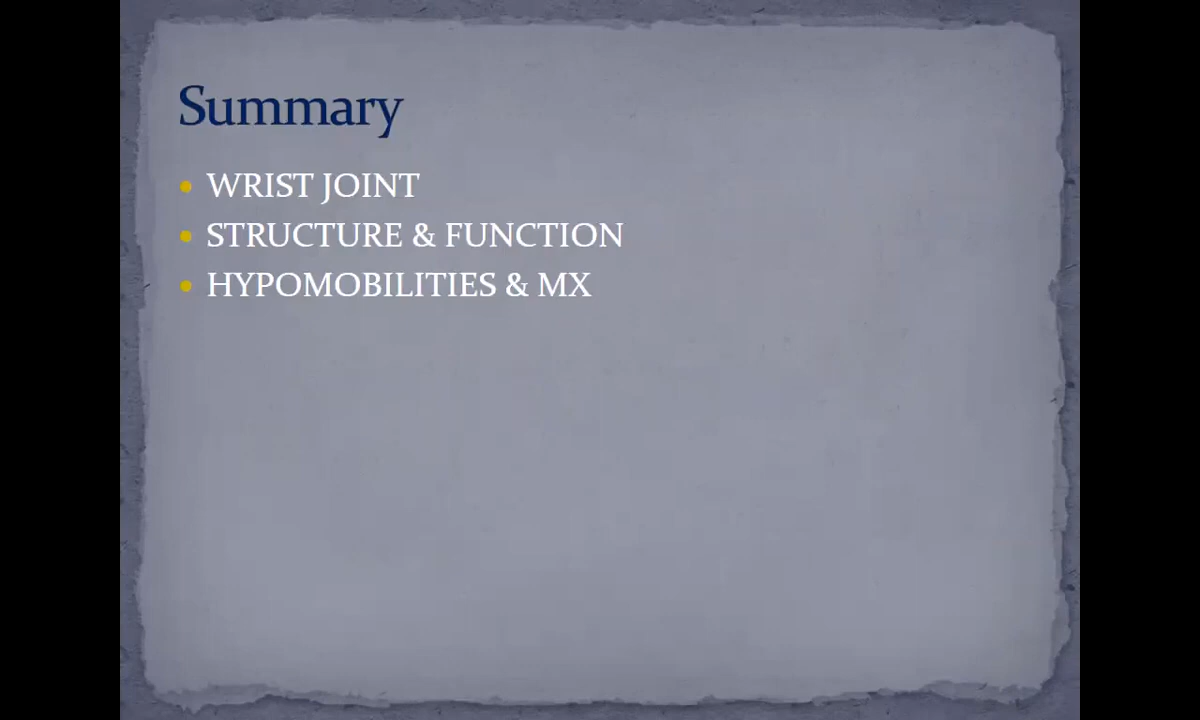 Summary
WRIST JOINT
STRUCTURE & FUNCTION
HYPOMOBILITIES & MX